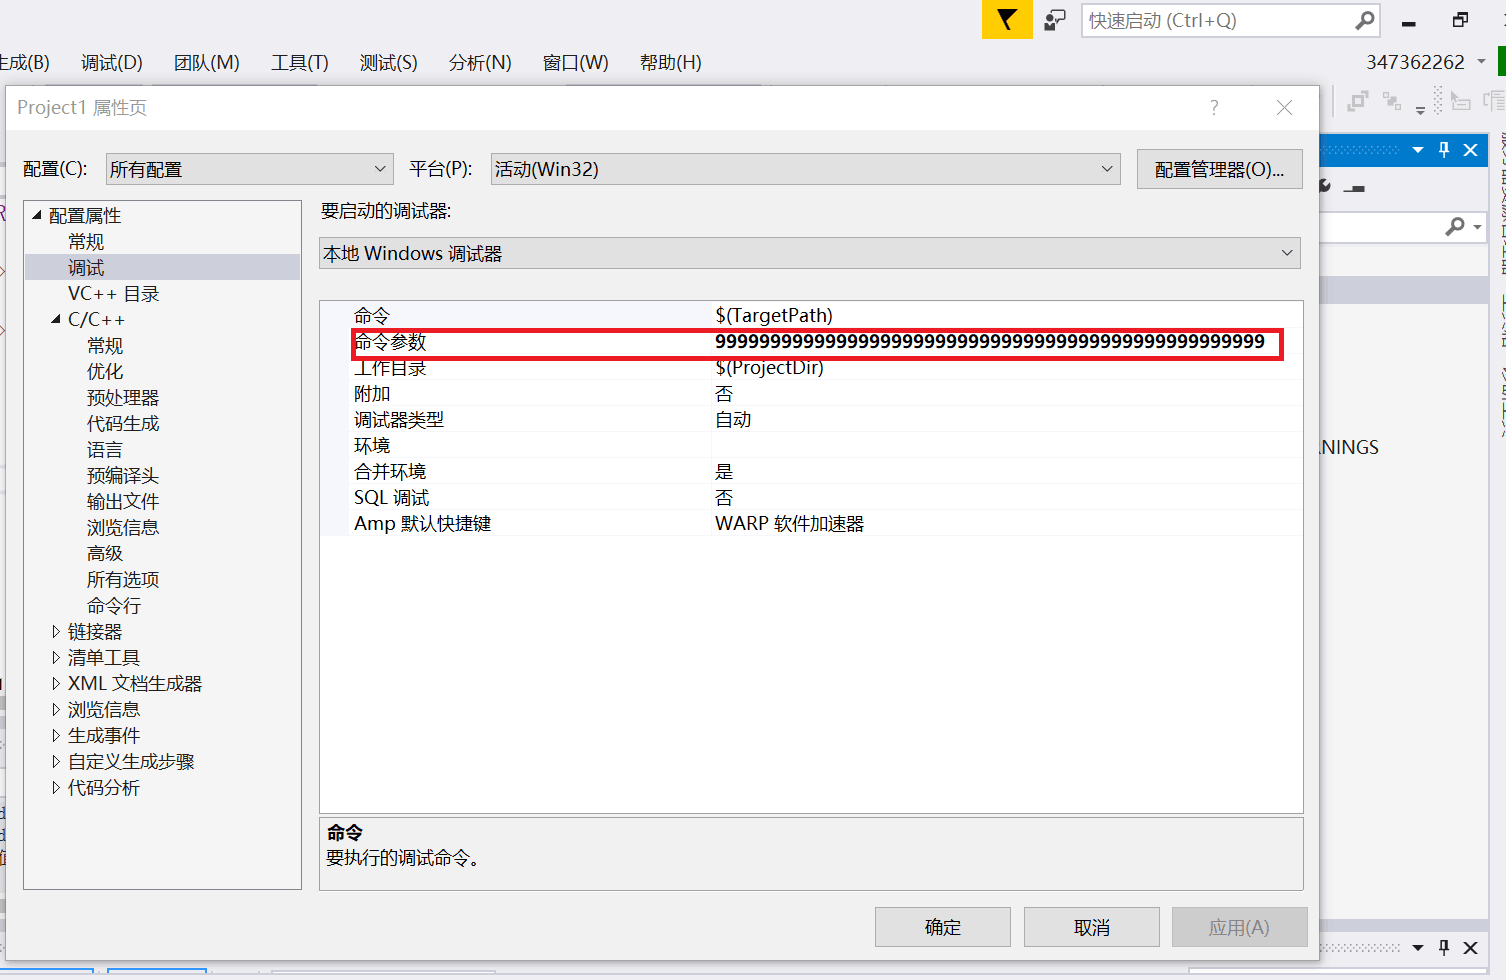 快速启动 (Ctrl+Q)
生成(B) 调试(D) 团队(M) 工具(T) 测试(S) 分析(N) 窗口(W) 帮助(H) 347362262
Project1 属性页 ?
配置(C): 所有配置 平台(P): 活动(Win32) 配置管理器(O)...
配置属性
常规
调试
VC++ 目录
C/C++
常规
优化
预处理器
代码生成
语言
预编译头
输出文件
浏览信息
高级
所有选项
命令行
链接器
清单工具
XML 文档生成器
浏览信息
生成事件
自定义生成步骤
代码分析
要启动的调试器:
本地 Windows 调试器
命令 $(TargetPath)
命令参数 99999999999999999999999999999999999999999999999999
工作目录 $(ProjectDir)
附加 否
调试器类型 自动
环境
合并环境 是
SQL 调试 否
Amp 默认快捷键 WARP 软件加速器
命令
要执行的调试命令。
确定 取消 应用(A)
NINGS